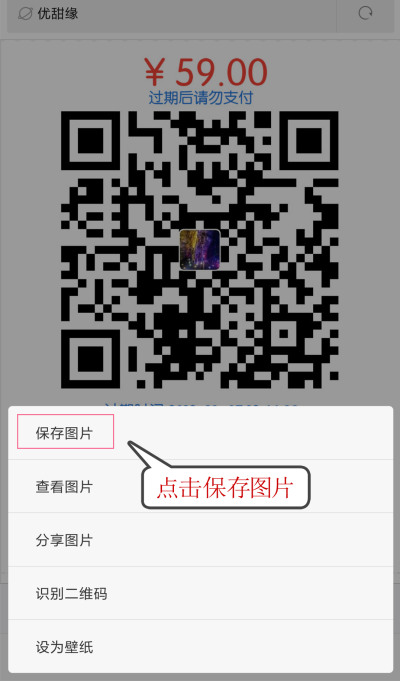 优甜缘
￥59.00
过期后请勿支付
保存图片
点击保存图片
查看图片
分享图片
识别二维码
设为壁纸